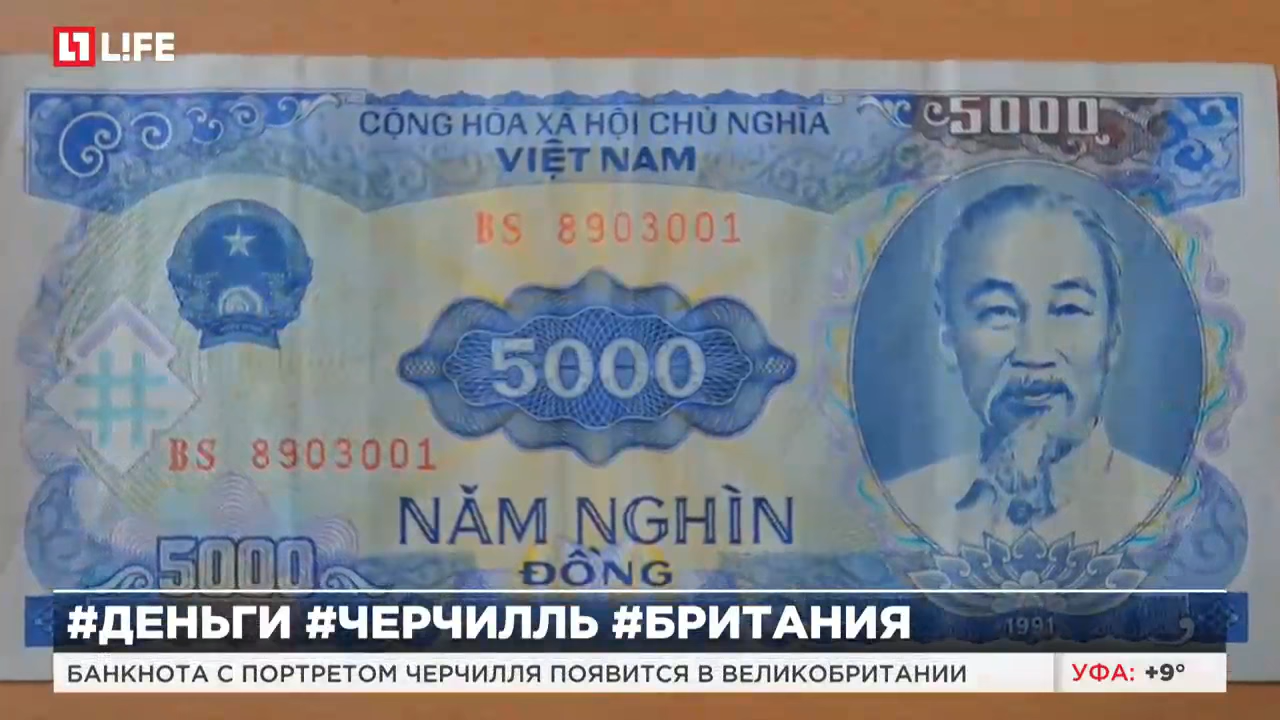 L!FE
CỘNG HÒA XÃ HỘI CHỦ NGHĨA
VIỆT NAM
5000
BS 8903001
5000
BS 8903001
NĂM NGHÌN
ĐỒNG
5000
1991
#ДЕНЬГИ #ЧЕРЧИЛЛЬ #БРИТАНИЯ
БАНКНОТА С ПОРТРЕТОМ ЧЕРЧИЛЛЯ ПОЯВИТСЯ В ВЕЛИКОБРИТАНИИ
УФА: +9°